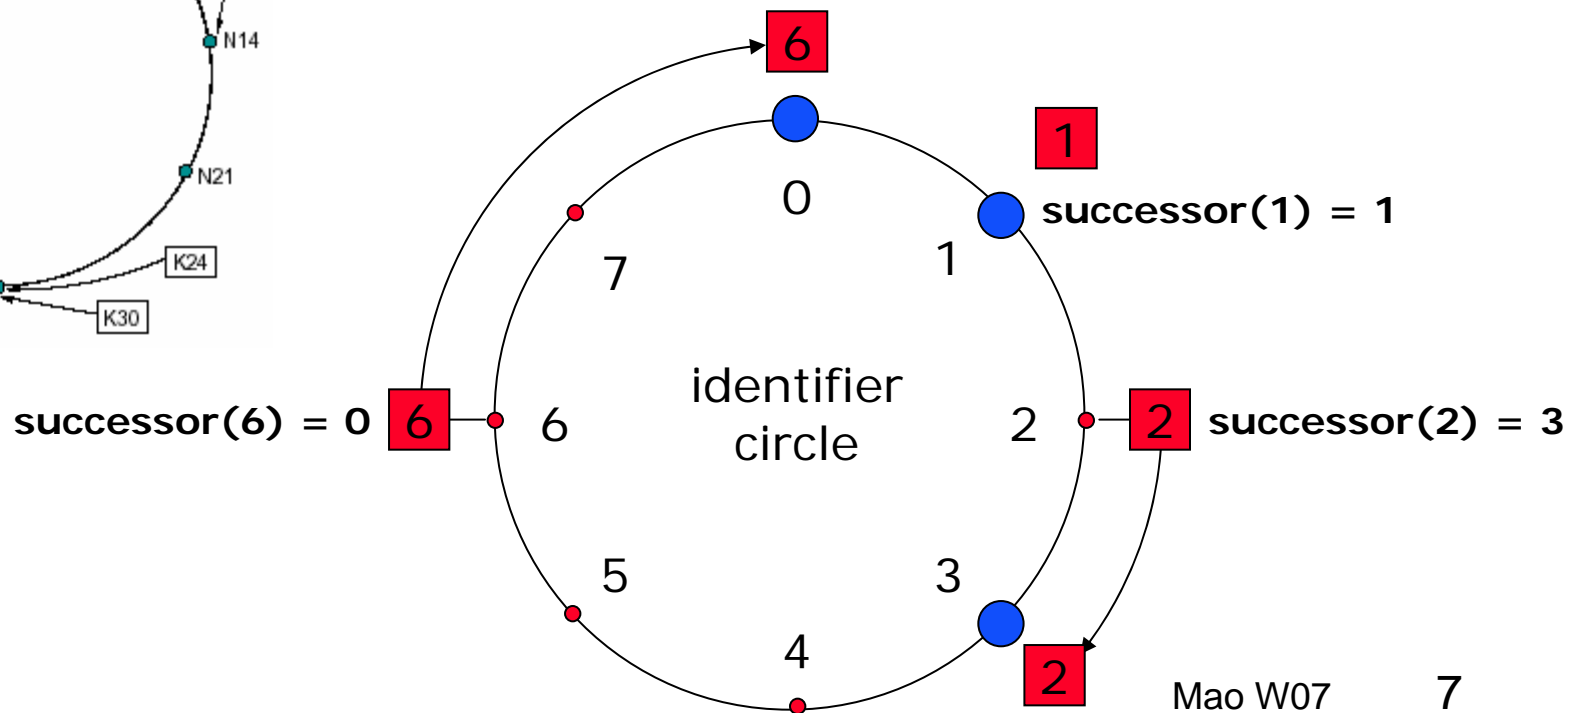 N14
N21
K24
K30
6
1
0
successor(1) = 1
1
7
identifier
circle
successor(6) = 0
6
6
2
2
successor(2) = 3
5
3
4
2
Mao W07
7